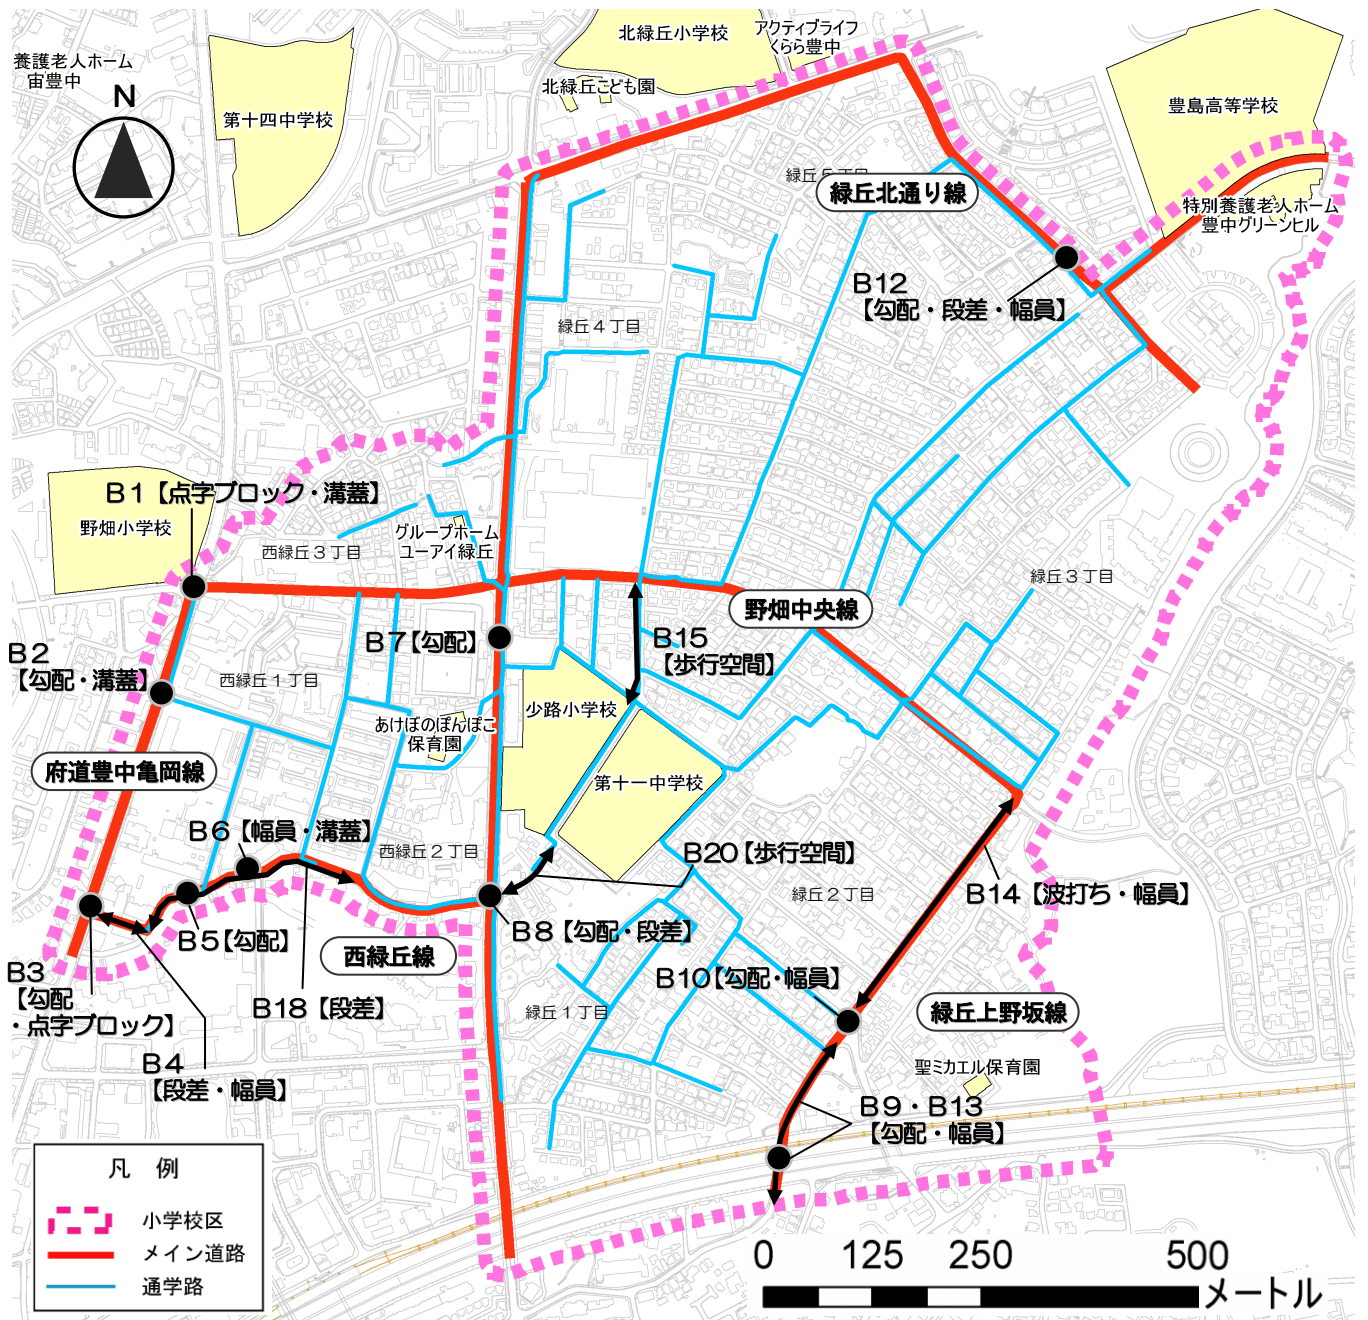 養護老人ホーム
宙豊中
N
第十四中学校
北緑丘小学校
アクティブライフ
くらら豊中
北緑丘こども園
豊島高等学校
緑丘5丁目
緑丘北通り線
特別養護老人ホーム
豊中グリーンヒル
B12
【勾配・段差・幅員】
緑丘4丁目
B1【点字ブロック・溝蓋】
野畑小学校
西緑丘3丁目
グループホーム
ユーアイ緑丘
緑丘3丁目
野畑中央線
B7【勾配】
B15
【歩行空間】
B2
【勾配・溝蓋】
西緑丘1丁目
少路小学校
あけぼのぽんぽこ
保育園
府道豊中亀岡線
第十一中学校
B6【幅員・溝蓋】
西緑丘2丁目
B20【歩行空間】
緑丘2丁目
B14【波打ち・幅員】
B5【勾配】
B8【勾配・段差】
西緑丘線
B3
【勾配
・点字ブロック】
B18【段差】
B10【勾配・幅員】
緑丘1丁目
緑丘上野坂線
B4
【段差・幅員】
聖ミカエル保育園
B9・B13
【勾配・幅員】
凡 例
小学校区
メイン道路
通学路
0 125 250 500
メートル